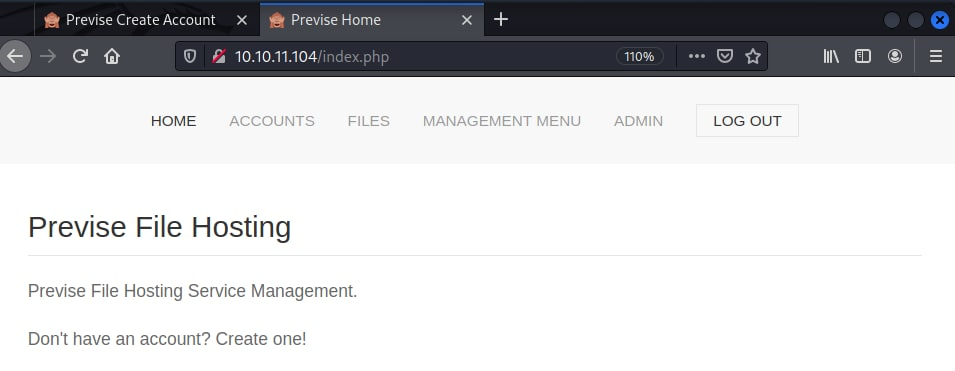 Previse Create Account
Previse Home
10.10.11.104/index.php
110%
HOME ACCOUNTS FILES MANAGEMENT MENU ADMIN LOG OUT
Previse File Hosting
Previse File Hosting Service Management.
Don't have an account? Create one!